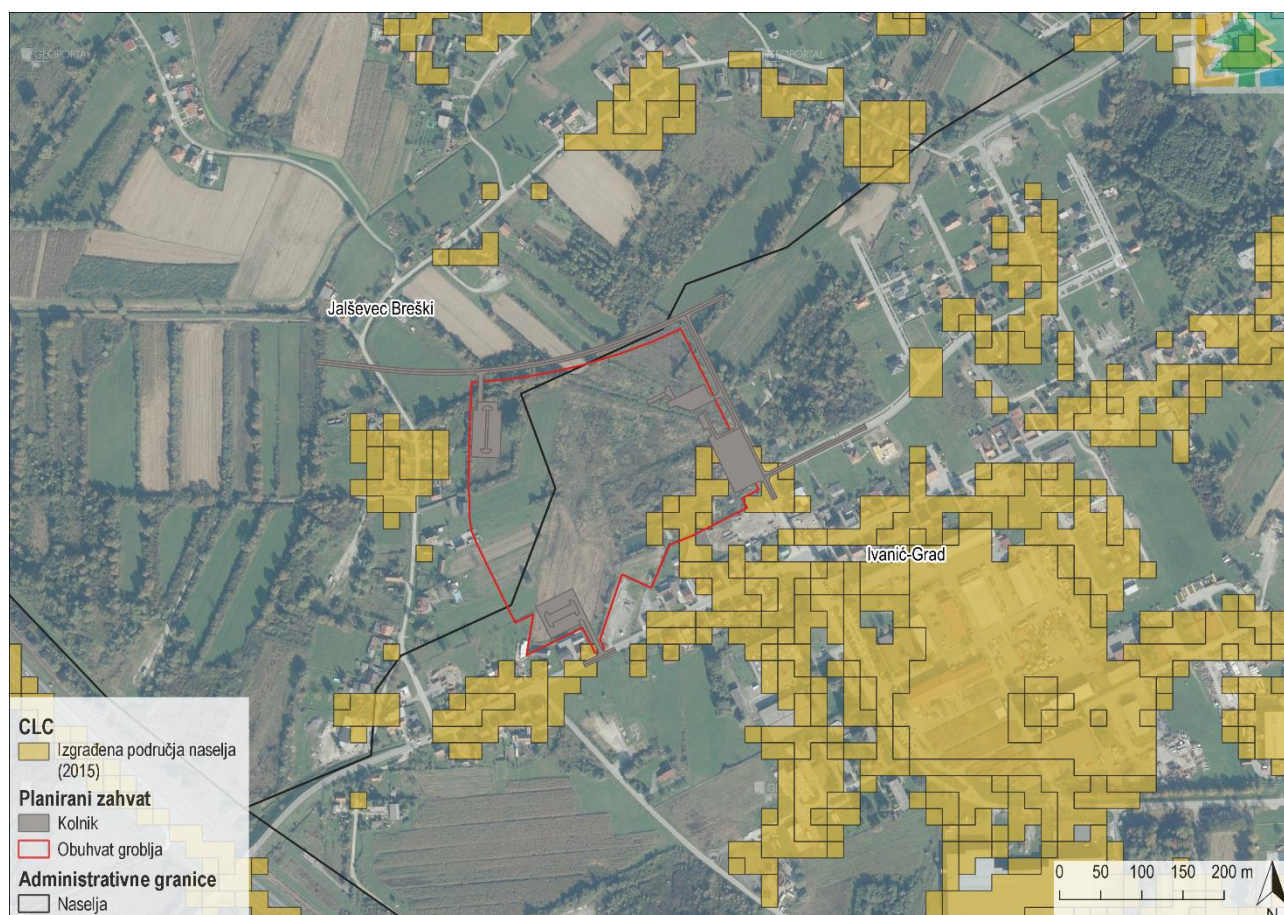 GEOPORTAL
GEOPORTAL
Jalševec Breški
Ivanić-Grad
CLC
Izgrađena područja naselja
(2015)
Planirani zahvat
Kolnik
Obuhvat groblja
Administrativne granice
Naselja
0 50 100 150 200 m
N